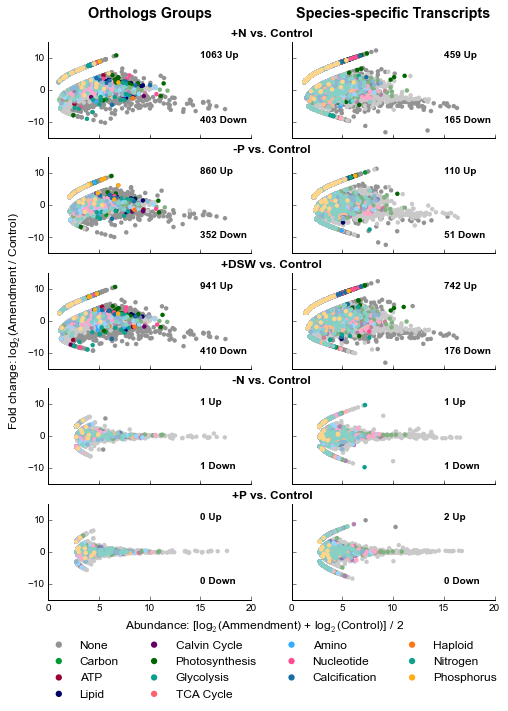 Orthologs Groups Species-specific Transcripts
+N vs. Control
10 1063 Up 459 Up
0
−10 403 Down 165 Down
-P vs. Control
10 860 Up 110 Up
0
−10 352 Down 51 Down
+DSW vs. Control
10 941 Up 742 Up
0
−10 410 Down 176 Down
-N vs. Control
10 1 Up 1 Up
0
−10 1 Down 1 Down
+P vs. Control
10 0 Up 2 Up
0
−10 0 Down 0 Down
0 5 10 15 20 0 5 10 15 20
Fold change: log2(Amendment / Control)
Abundance: [log2(Ammendment) + log2(Control)] / 2
None Calvin Cycle Amino Haploid
Carbon Photosynthesis Nucleotide Nitrogen
ATP Glycolysis Calcification Phosphorus
Lipid TCA Cycle